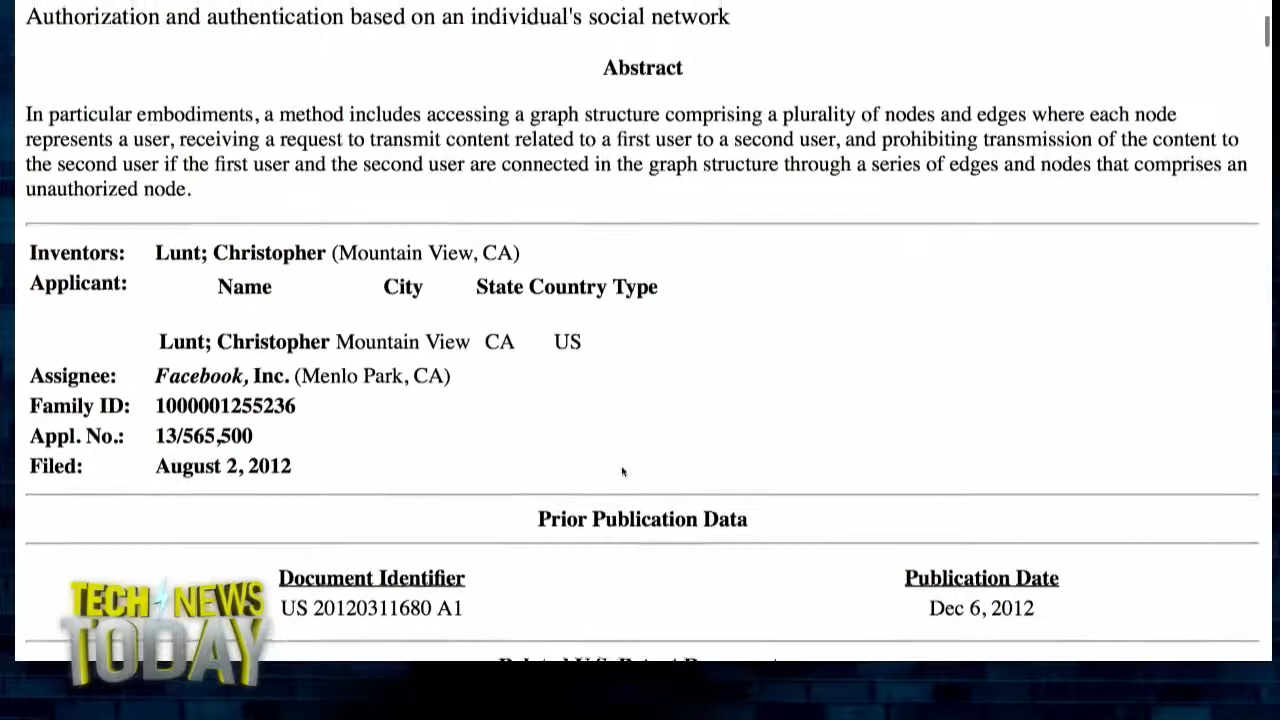 Authorization and authentication based on an individual's social network
Abstract
In particular embodiments, a method includes accessing a graph structure comprising a plurality of nodes and edges where each node
represents a user, receiving a request to transmit content related to a first user to a second user, and prohibiting transmission of the content to
the second user if the first user and the second user are connected in the graph structure through a series of edges and nodes that comprises an
unauthorized node.
Inventors: Lunt; Christopher (Mountain View, CA)
Applicant: Name City State Country Type
Lunt; Christopher Mountain View CA US
Assignee: Facebook, Inc. (Menlo Park, CA)
Family ID: 1000001255236
Appl. No.: 13/565,500
Filed: August 2, 2012
Prior Publication Data
Document Identifier Publication Date
US 20120311680 A1 Dec 6, 2012
TECH NEWS
TODAY